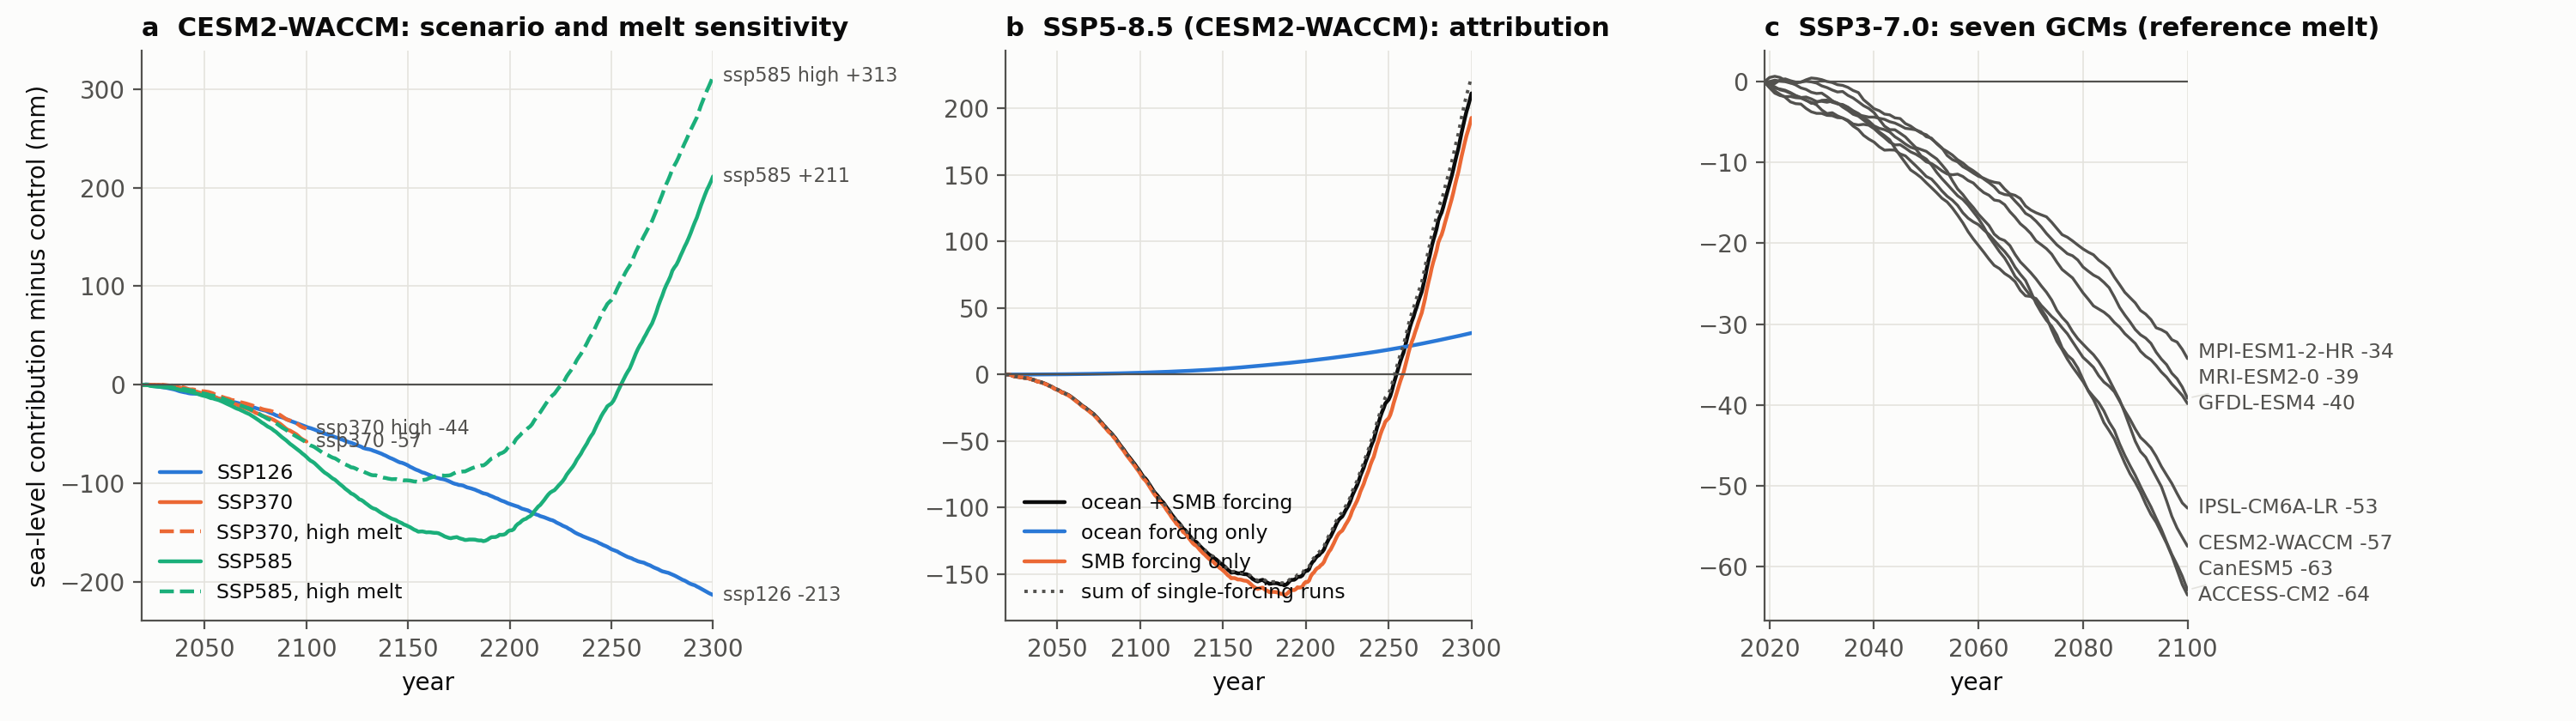 a  CESM2-WACCM: scenario and melt sensitivity
sea-level contribution minus control (mm)
300
200
100
0
−100
−200
ssp585 high +313
ssp585 +211
ssp370 high -44
ssp370 -57
ssp126 -213
SSP126
SSP370
SSP370, high melt
SSP585
SSP585, high melt
2050
2100
2150
2200
2250
2300
year
b  SSP5-8.5 (CESM2-WACCM): attribution
200
150
100
50
0
−50
−100
−150
ocean + SMB forcing
ocean forcing only
SMB forcing only
sum of single-forcing runs
2050
2100
2150
2200
2250
2300
year
c  SSP3-7.0: seven GCMs (reference melt)
0
−10
−20
−30
−40
−50
−60
MPI-ESM1-2-HR -34
MRI-ESM2-0 -39
GFDL-ESM4 -40
IPSL-CM6A-LR -53
CESM2-WACCM -57
CanESM5 -63
ACCESS-CM2 -64
2020
2040
2060
2080
2100
year